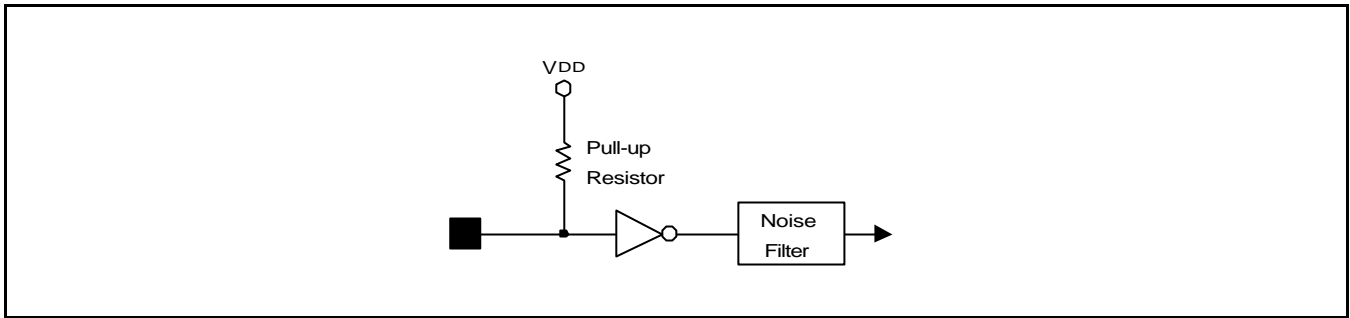 VDD
Pull-up
Resistor
Noise
Filter